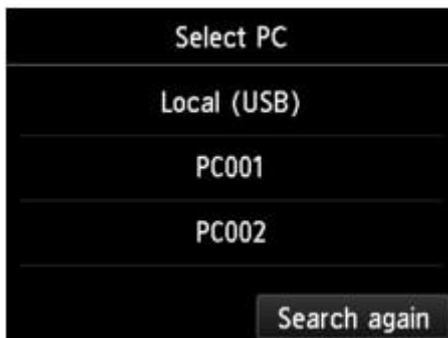 Select PC
Local (USB)
PC001
PC002
Search again